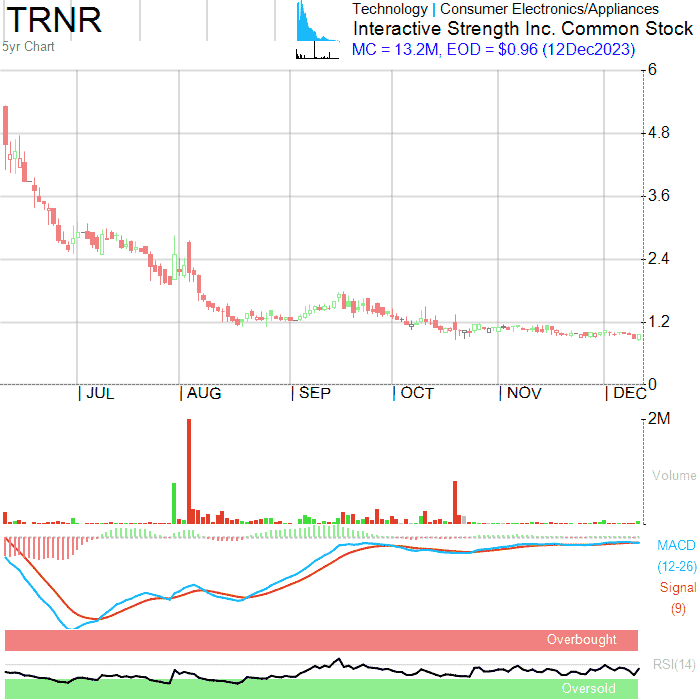 TRNR
5yr Chart
Technology | Consumer Electronics/Appliances
Interactive Strength Inc. Common Stock
MC = 13.2M, EOD = $0.96 (12Dec2023)
6
4.8
3.6
2.4
1.2
0
JUL AUG SEP OCT NOV DEC
2M
Volume
MACD
(12-26)
Signal
(9)
Overbought
RSI(14)
Oversold